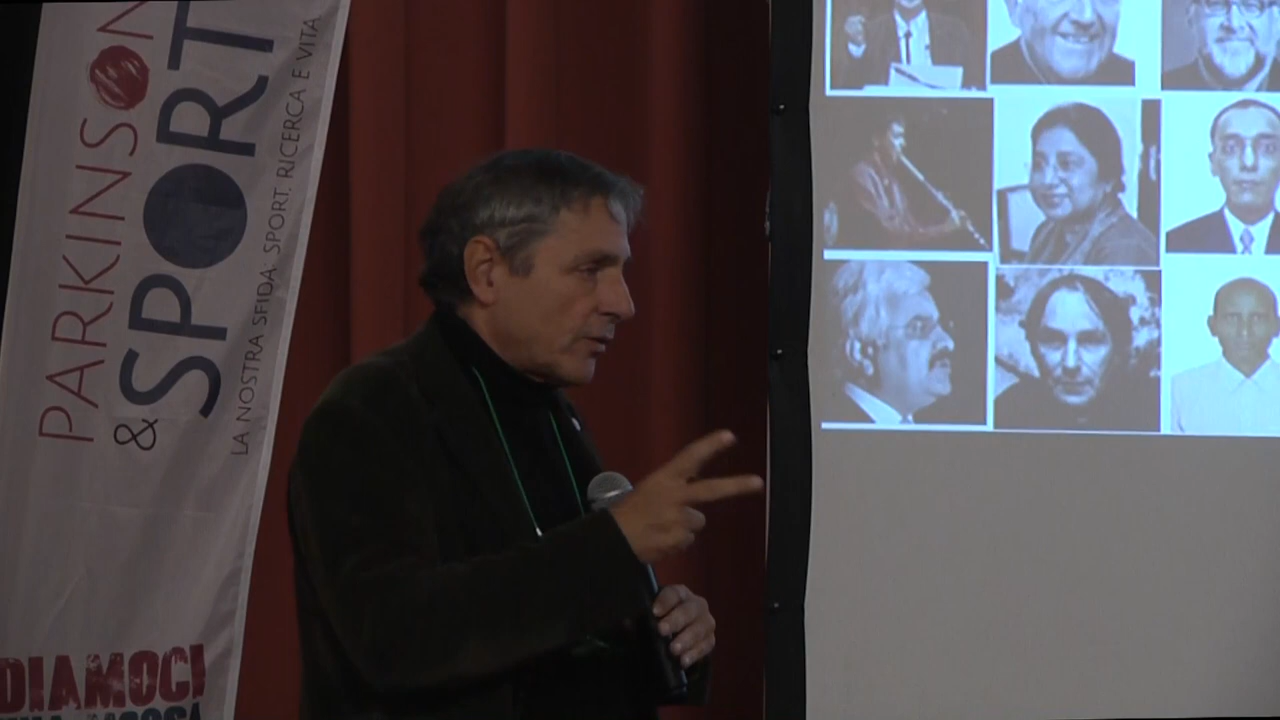 PARKINSON
& SPORT
LA NOSTRA SFIDA. SPORT, RICERCA E VITA
DIAMOCI